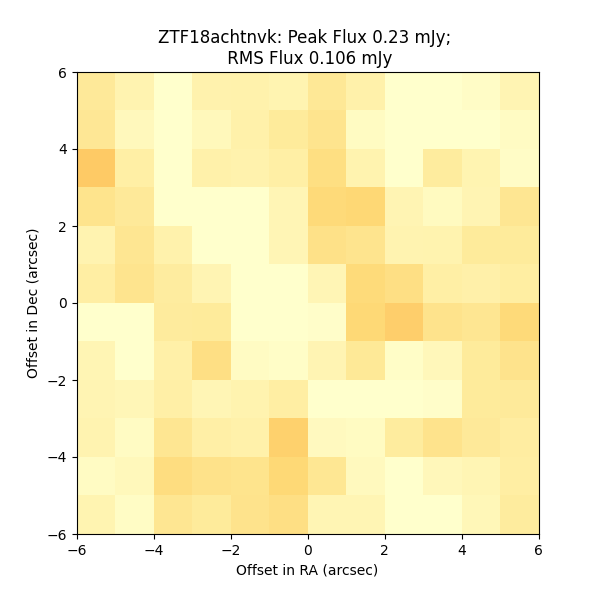 ZTF18achtnvk: Peak Flux 0.23 mJy;
RMS Flux 0.106 mJy
6
4
2
0
−2
−4
−6
Offset in Dec (arcsec)
−6 −4 −2 0 2 4 6
Offset in RA (arcsec)